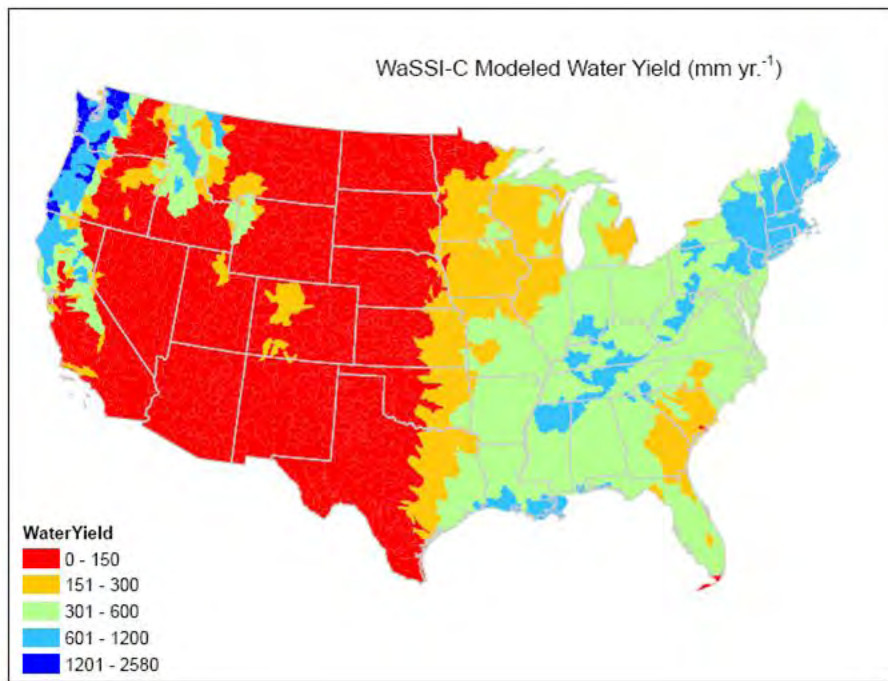 WaSSI-C Modeled Water Yield (mm yr.⁻¹)
WaterYield
0 - 150
151 - 300
301 - 600
601 - 1200
1201 - 2580